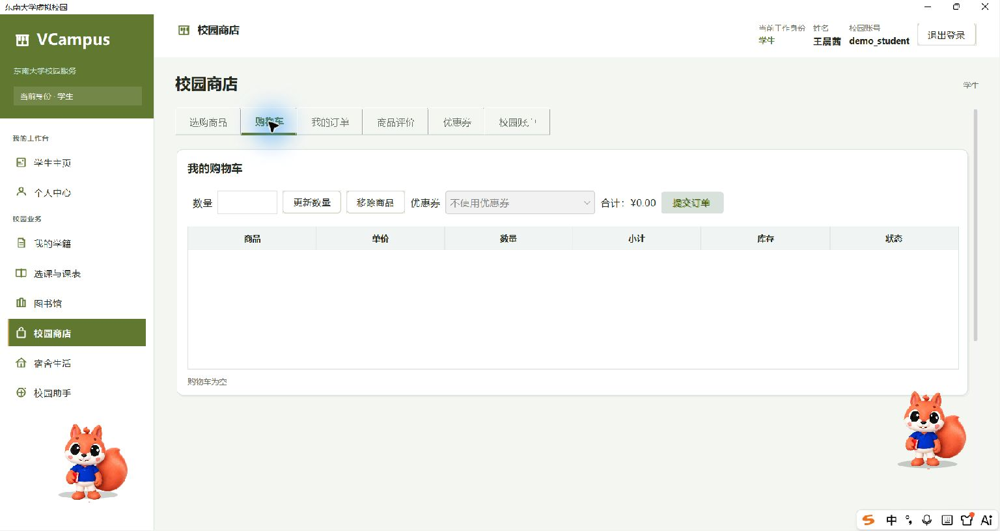 东南大学虚拟校园
VCampus
东南大学校园服务
当前身份 · 学生
我的工作台
学生主页
个人中心
校园业务
我的学籍
选课与课表
图书馆
校园商店
宿舍生活
校园助手
校园商店
当前工作身份 姓名 校园账号
学生 王晨茜 demo_student
退出登录
校园商店
学生
选购商品 购物车 我的订单 商品评价 优惠券 校园账户
我的购物车
数量 更新数量 移除商品 优惠券 不使用优惠券 合计：¥0.00 提交订单
商品 单价 数量 小计 库存 状态
购物车为空
中 Ai